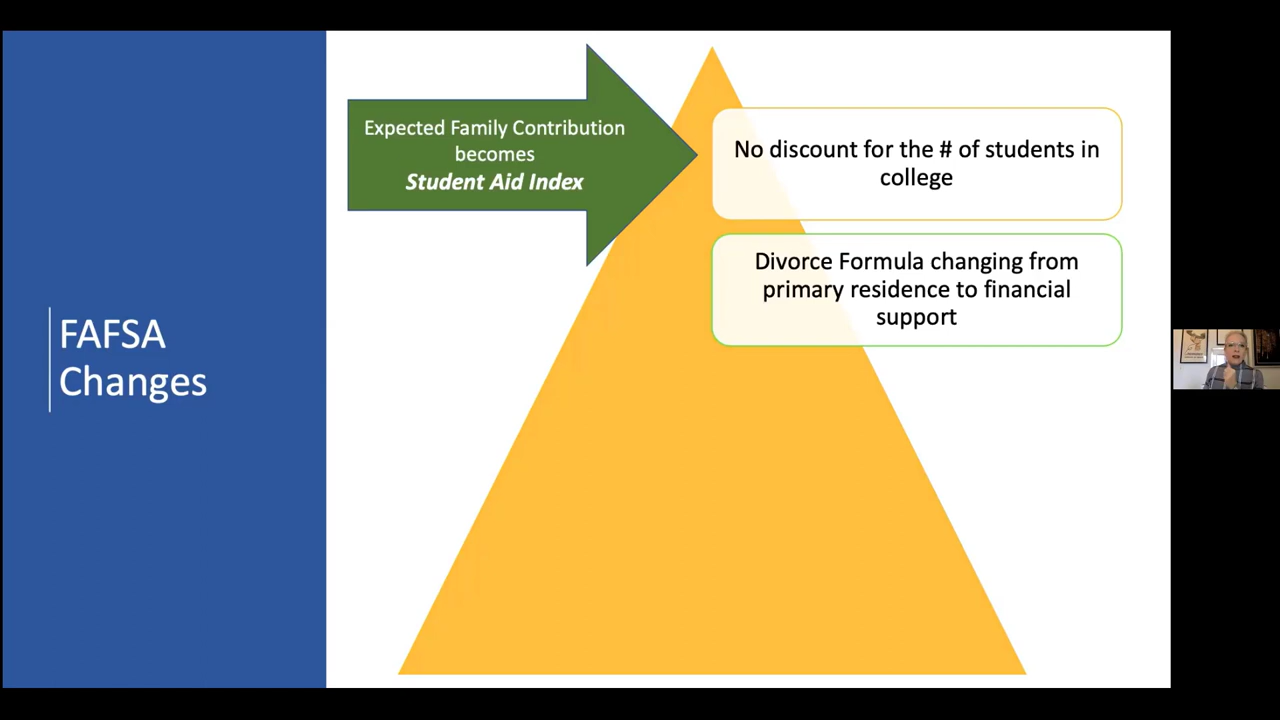 FAFSA
Changes
Expected Family Contribution
becomes
Student Aid Index
No discount for the # of students in
college
Divorce Formula changing from
primary residence to financial
support